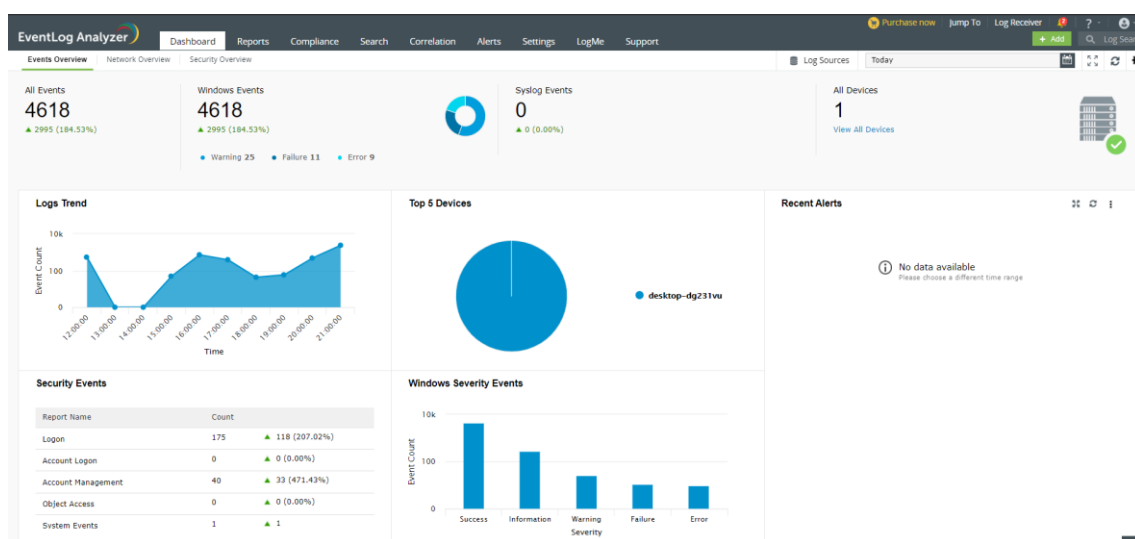 Purchase now Jump To Log Receiver ?
EventLog Analyzer
Dashboard Reports Compliance Search Correlation Alerts Settings LogMe Support
+ Add
Log Sear
Events Overview Network Overview Security Overview
Log Sources Today
All Events
4618
▲ 2995 (184.53%)
Windows Events
4618
▲ 2995 (184.53%)
Warning 25 Failure 11 Error 9
Syslog Events
0
▲ 0 (0.00%)
All Devices
1
View All Devices
Logs Trend
Event Count
10k
100
0
12:00:00 13:00:00 14:00:00 15:00:00 16:00:00 17:00:00 18:00:00 19:00:00 20:00:00 21:00:00
Time
Top 5 Devices
desktop-dg231vu
Recent Alerts
No data available
Please choose a different time range
Security Events
Report Name Count
Logon 175 ▲ 118 (207.02%)
Account Logon 0 ▲ 0 (0.00%)
Account Management 40 ▲ 33 (471.43%)
Object Access 0 ▲ 0 (0.00%)
System Events 1 ▲ 1
Windows Severity Events
Event Count
10k
100
0
Success Information Warning Failure Error
Severity